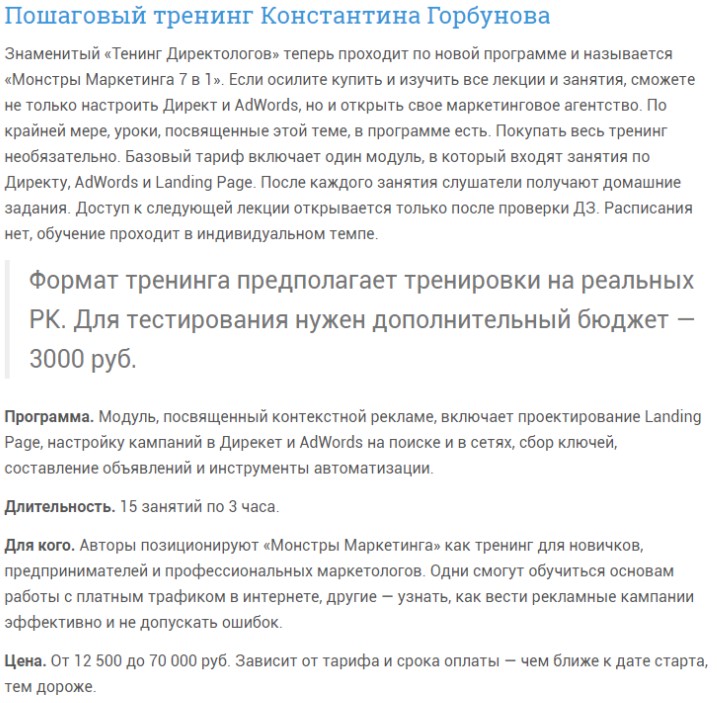 Пошаговый тренинг Константина Горбунова
Знаменитый «Тенинг Директологов» теперь проходит по новой программе и называется
«Монстры Маркетинга 7 в 1». Если осилите купить и изучить все лекции и занятия, сможете
не только настроить Директ и AdWords, но и открыть свое маркетинговое агентство. По
крайней мере, уроки, посвященные этой теме, в программе есть. Покупать весь тренинг
необязательно. Базовый тариф включает один модуль, в который входят занятия по
Директу, AdWords и Landing Page. После каждого занятия слушатели получают домашние
задания. Доступ к следующей лекции открывается только после проверки ДЗ. Расписания
нет, обучение проходит в индивидуальном темпе.
Формат тренинга предполагает тренировки на реальных
РК. Для тестирования нужен дополнительный бюджет —
3000 руб.
Программа. Модуль, посвященный контекстной рекламе, включает проектирование Landing
Page, настройку кампаний в Дирекет и AdWords на поиске и в сетях, сбор ключей,
составление объявлений и инструменты автоматизации.
Длительность. 15 занятий по 3 часа.
Для кого. Авторы позиционируют «Монстры Маркетинга» как тренинг для новичков,
предпринимателей и профессиональных маркетологов. Одни смогут обучиться основам
работы с платным трафиком в интернете, другие — узнать, как вести рекламные кампании
эффективно и не допускать ошибок.
Цена. От 12 500 до 70 000 руб. Зависит от тарифа и срока оплаты — чем ближе к дате старта,
тем дороже.